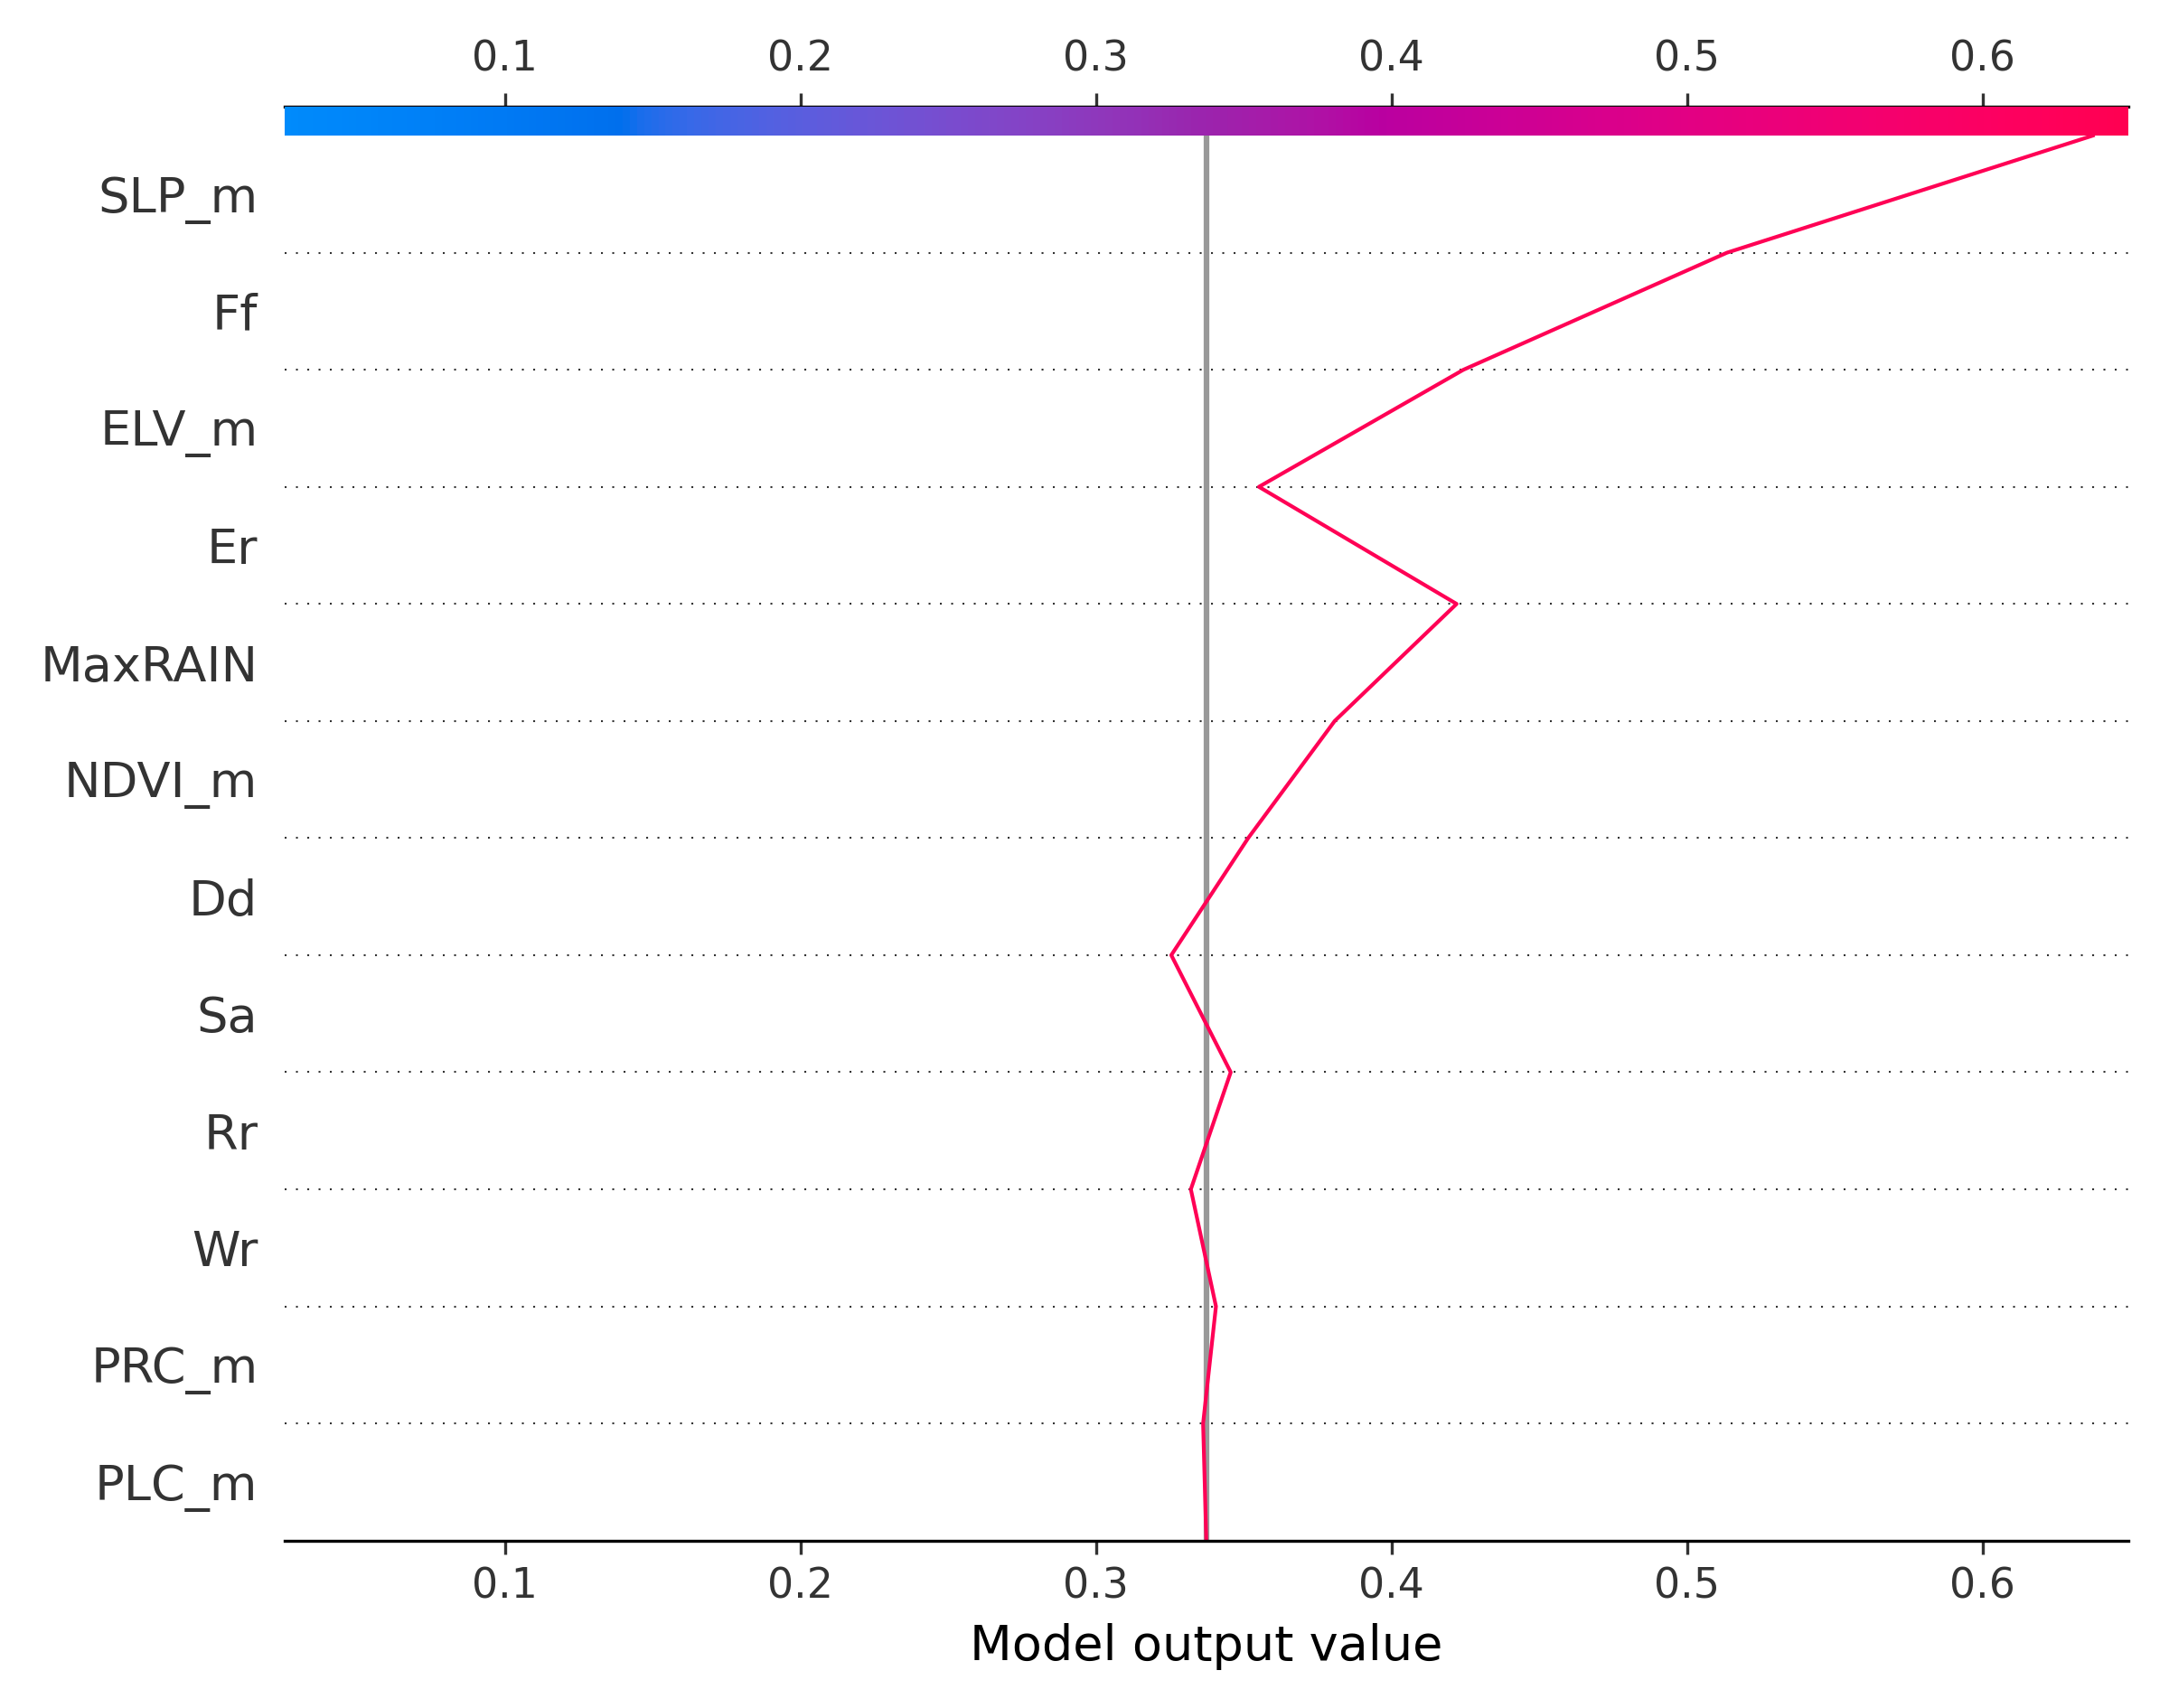 0.1 0.2 0.3 0.4 0.5 0.6
SLP_m
Ff
ELV_m
Er
MaxRAIN
NDVI_m
Dd
Sa
Rr
Wr
PRC_m
PLC_m
0.1 0.2 0.3 0.4 0.5 0.6
Model output value